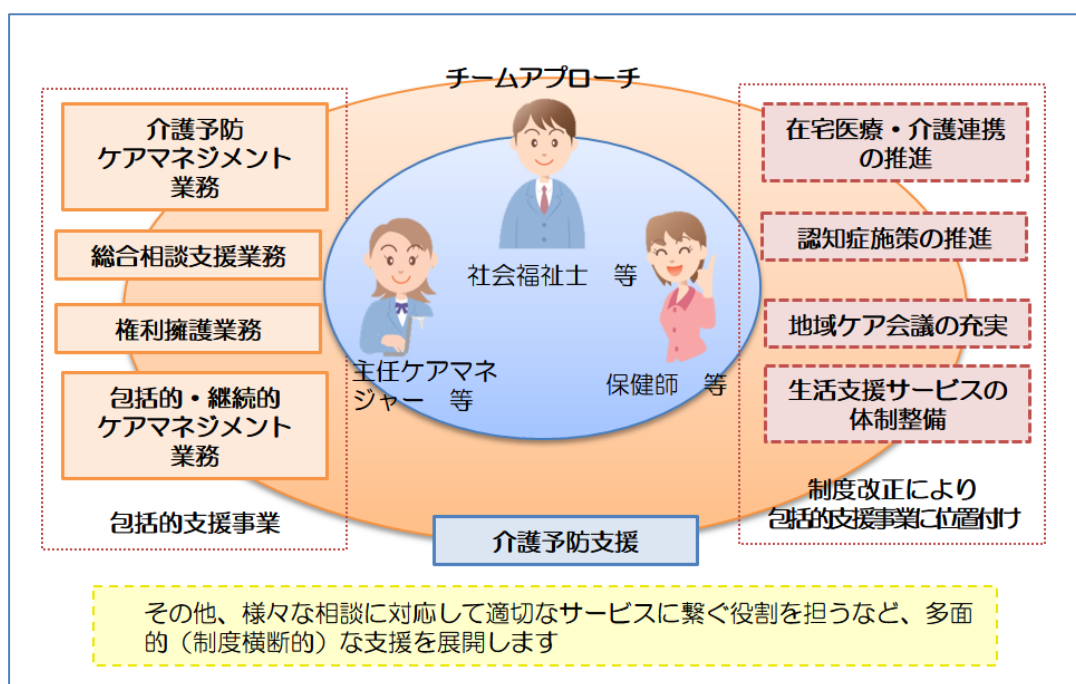 チームアプローチ
介護予防
ケアマネジメント
業務
総合相談支援業務
権利擁護業務
包括的・継続的
ケアマネジメント
業務
包括的支援事業
社会福祉士　等
主任ケアマネ
ジャー　等
保健師　等
在宅医療・介護連携
の推進
認知症施策の推進
地域ケア会議の充実
生活支援サービスの
体制整備
制度改正により
包括的支援事業に位置付け
介護予防支援
その他、様々な相談に対応して適切なサービスに繋ぐ役割を担うなど、多面
的（制度横断的）な支援を展開します